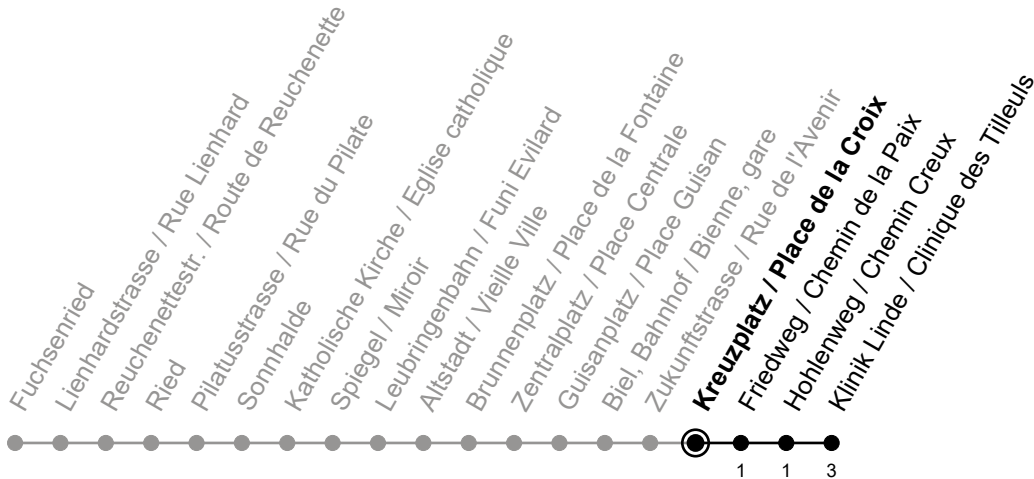 Fuchsenried
Lienhardstrasse / Rue Lienhard
Reuchenettestr. / Route de Reuchenette
Ried
Pilatusstrasse / Rue du Pilate
Sonnhalde
Katholische Kirche / Eglise catholique
Spiegel / Miroir
Leubringenbahn / Funi Evilard
Altstadt / Vieille Ville
Brunnenplatz / Place de la Fontaine
Zentralplatz / Place Centrale
Guisanplatz / Place Guisan
Biel, Bahnhof / Bienne, gare
Zukunftstrasse / Rue de l'Avenir
Kreuzplatz / Place de la Croix
Friedweg / Chemin de la Paix
Hohlenweg / Chemin Creux
Klinik Linde / Clinique des Tilleuls
1 1 3